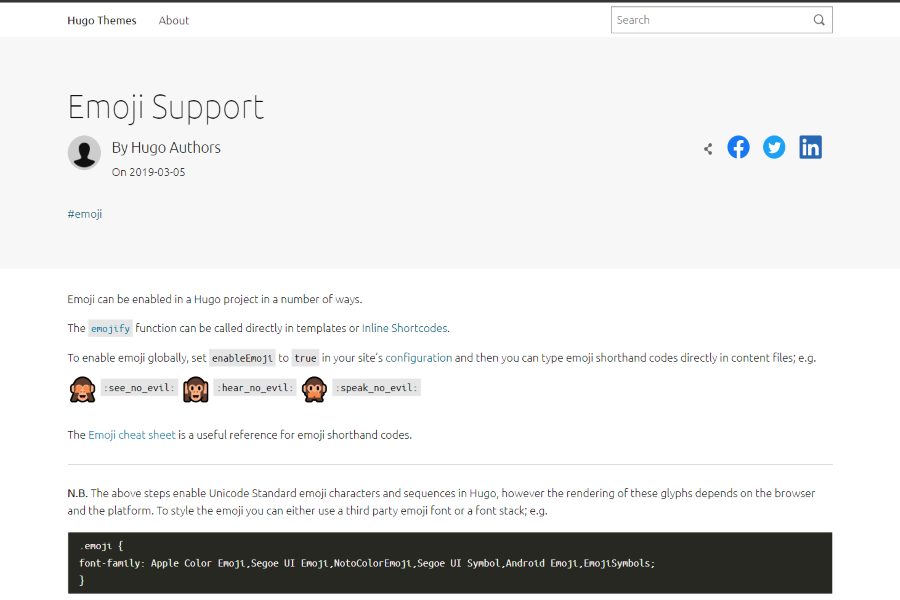 Hugo Themes About Search
Emoji Support
By Hugo Authors
On 2019-03-05
#emoji
Emoji can be enabled in a Hugo project in a number of ways.
The emojify function can be called directly in templates or Inline Shortcodes.
To enable emoji globally, set enableEmoji to true in your site's configuration and then you can type emoji shorthand codes directly in content files; e.g.
:see_no_evil: :hear_no_evil: :speak_no_evil:
The Emoji cheat sheet is a useful reference for emoji shorthand codes.
N.B. The above steps enable Unicode Standard emoji characters and sequences in Hugo, however the rendering of these glyphs depends on the browser
and the platform. To style the emoji you can either use a third party emoji font or a font stack; e.g.
.emoji {
font-family: Apple Color Emoji,Segoe UI Emoji,NotoColorEmoji,Segoe UI Symbol,Android Emoji,EmojiSymbols;
}